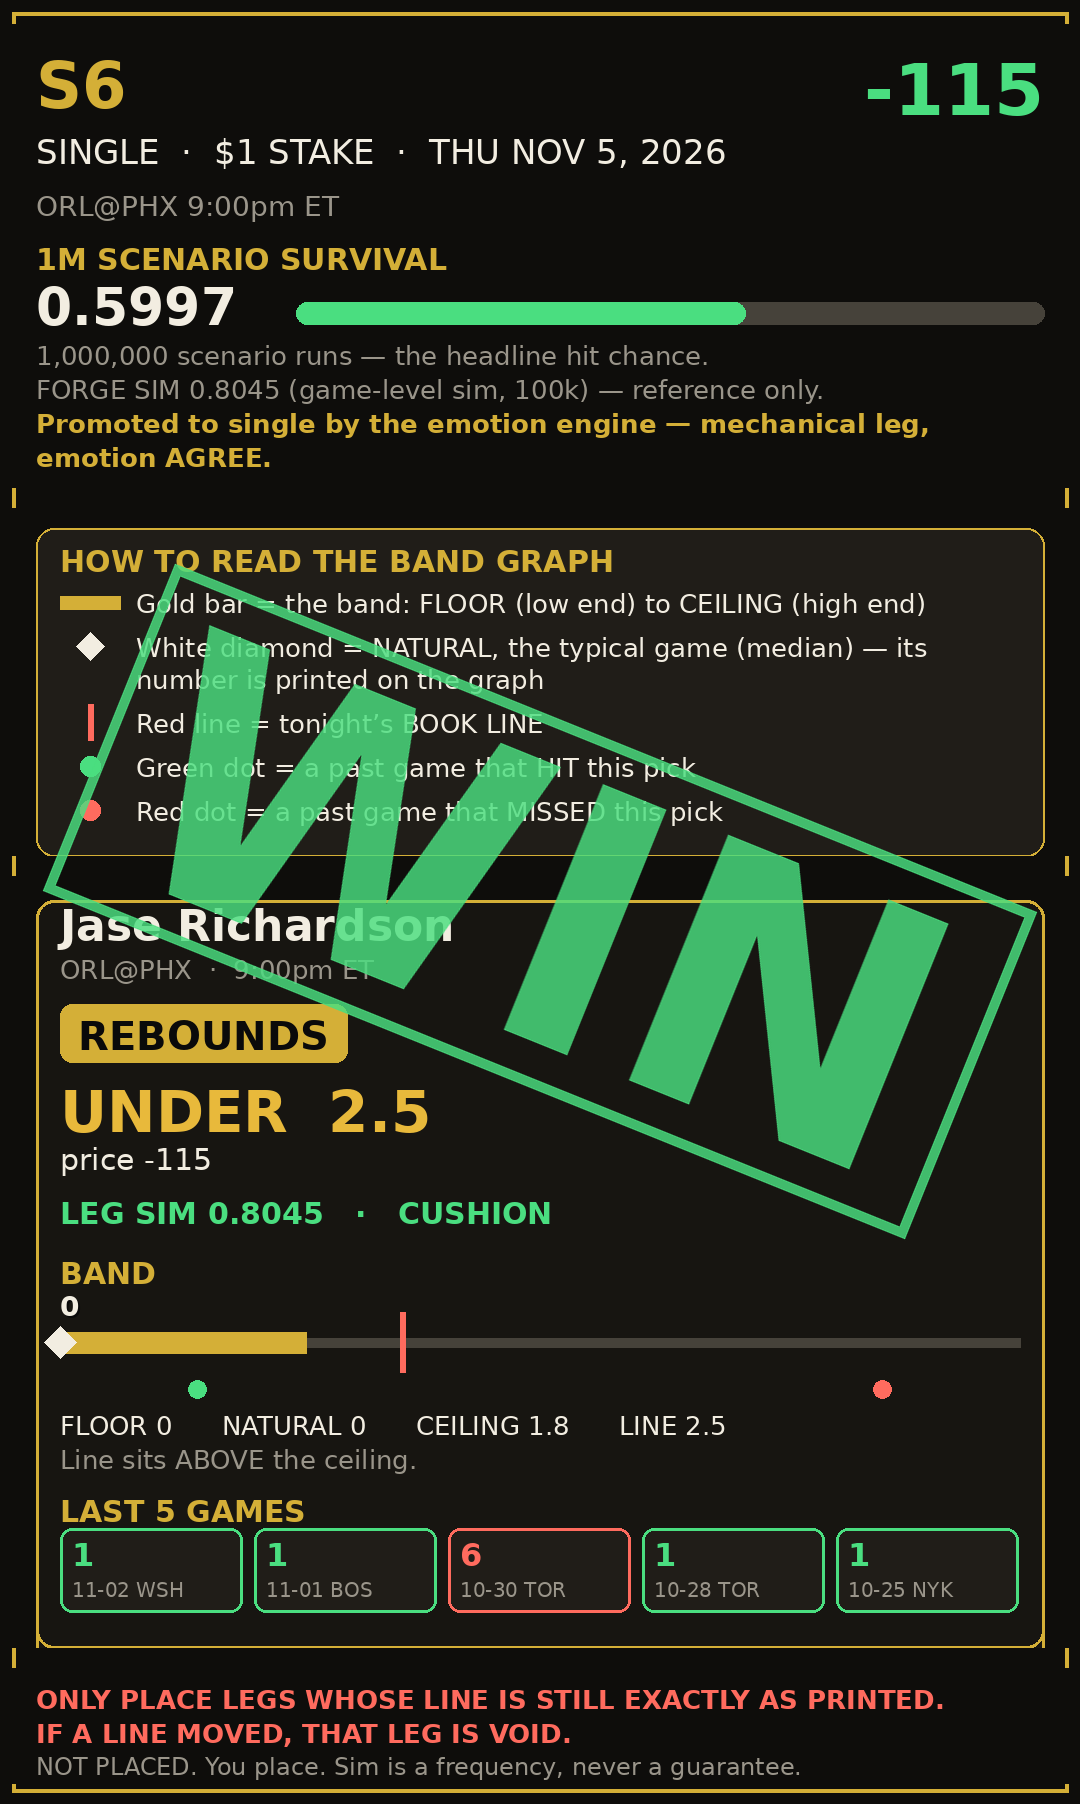 S6
-115
SINGLE · $1 STAKE · THU NOV 5, 2026
ORL@PHX 9:00pm ET
1M SCENARIO SURVIVAL
0.5997
1,000,000 scenario runs — the headline hit chance.
FORGE SIM 0.8045 (game-level sim, 100k) — reference only.
Promoted to single by the emotion engine — mechanical leg,
emotion AGREE.
HOW TO READ THE BAND GRAPH
Gold bar = the band: FLOOR (low end) to CEILING (high end)
White diamond = NATURAL, the typical game (median) — its
number is printed on the graph
Red line = tonight’s BOOK LINE
Green dot = a past game that HIT this pick
Red dot = a past game that MISSED this pick
WIN
Jase Richardson
ORL@PHX · 9:00pm ET
REBOUNDS
UNDER 2.5
price -115
LEG SIM 0.8045 · CUSHION
BAND
0
FLOOR 0 NATURAL 0 CEILING 1.8 LINE 2.5
Line sits ABOVE the ceiling.
LAST 5 GAMES
1 1 6 1 1
11-02 WSH 11-01 BOS 10-30 TOR 10-28 TOR 10-25 NYK
ONLY PLACE LEGS WHOSE LINE IS STILL EXACTLY AS PRINTED.
IF A LINE MOVED, THAT LEG IS VOID.
NOT PLACED. You place. Sim is a frequency, never a guarantee.